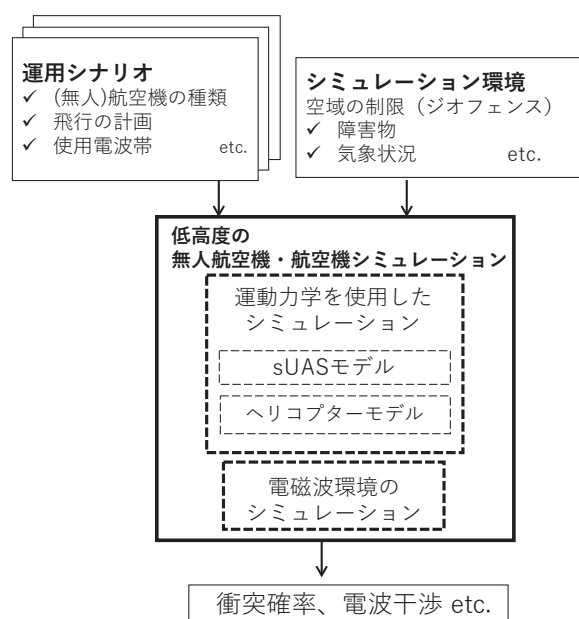 運用シナリオ
✓ (無人)航空機の種類
✓ 飛行の計画
✓ 使用電波帯 etc.
シミュレーション環境
空域の制限（ジオフェンス）
✓ 障害物
✓ 気象状況 etc.
低高度の
無人航空機・航空機シミュレーション
運動力学を使用した
シミュレーション
sUASモデル
ヘリコプターモデル
電磁波環境の
シミュレーション
衝突確率、電波干渉 etc.